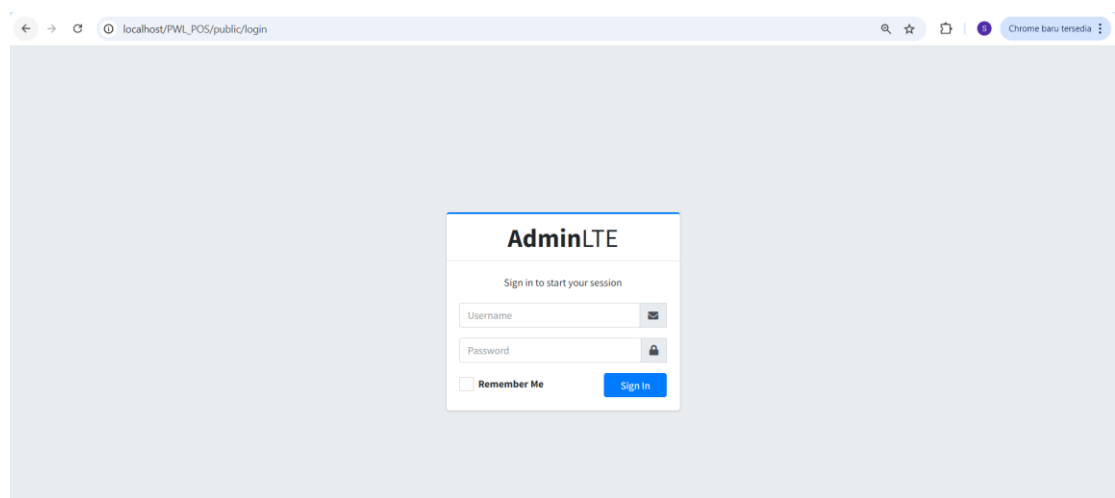 localhost/PWL_POS/public/login
S
Chrome baru tersedia
AdminLTE
Sign in to start your session
Username
Password
Remember Me
Sign In